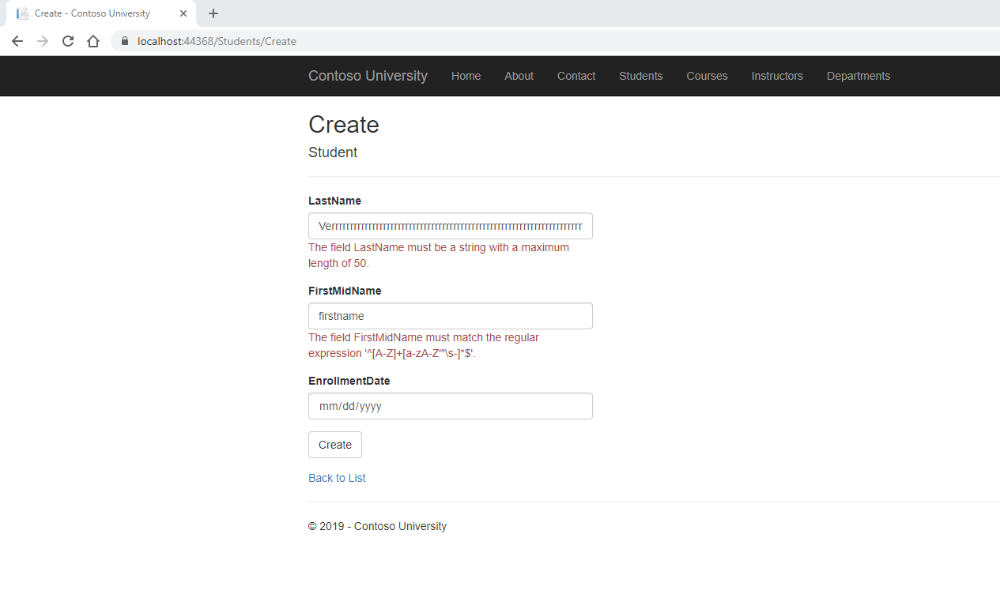 Create - Contoso University
localhost:44368/Students/Create
Contoso University Home About Contact Students Courses Instructors Departments
Create
Student
LastName
Verrrrrrrrrrrrrrrrrrrrrrrrrrrrrrrrrrrrrrrrrrrrrrrrrrrrrrrrrrrrrrrrrr
The field LastName must be a string with a maximum
length of 50.
FirstMidName
firstname
The field FirstMidName must match the regular
expression '^[A-Z]+[a-zA-Z""'\s-]*$'.
EnrollmentDate
mm/dd/yyyy
Create
Back to List
© 2019 - Contoso University